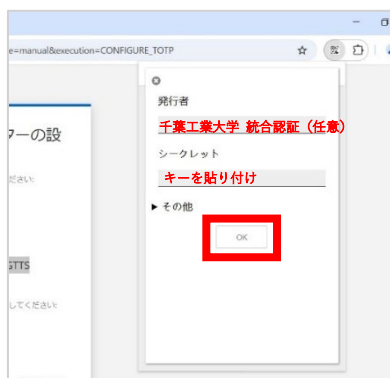 e=manual&execution=CONFIGURE_TOTP
発行者
千葉工業大学 統合認証（任意）
ターの設
シークレット
ださい:
キーを貼り付け
▶ その他
OK
GTTS
してください: